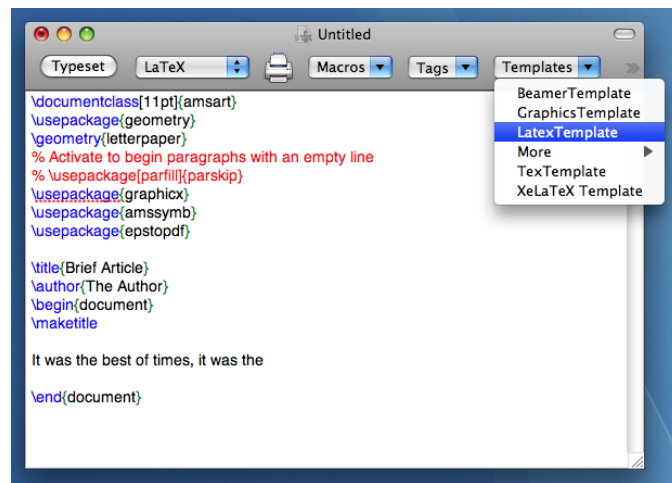 Untitled
Typeset LaTeX Macros Tags Templates »
BeamerTemplate
GraphicsTemplate
LatexTemplate
More
TexTemplate
XeLaTeX Template
\documentclass[11pt]{amsart}
\usepackage{geometry}
\geometry{letterpaper}
% Activate to begin paragraphs with an empty line
% \usepackage[parfill]{parskip}
\usepackage{graphicx}
\usepackage{amssymb}
\usepackage{epstopdf}
\title{Brief Article}
\author{The Author}
\begin{document}
\maketitle
It was the best of times, it was the
\end{document}